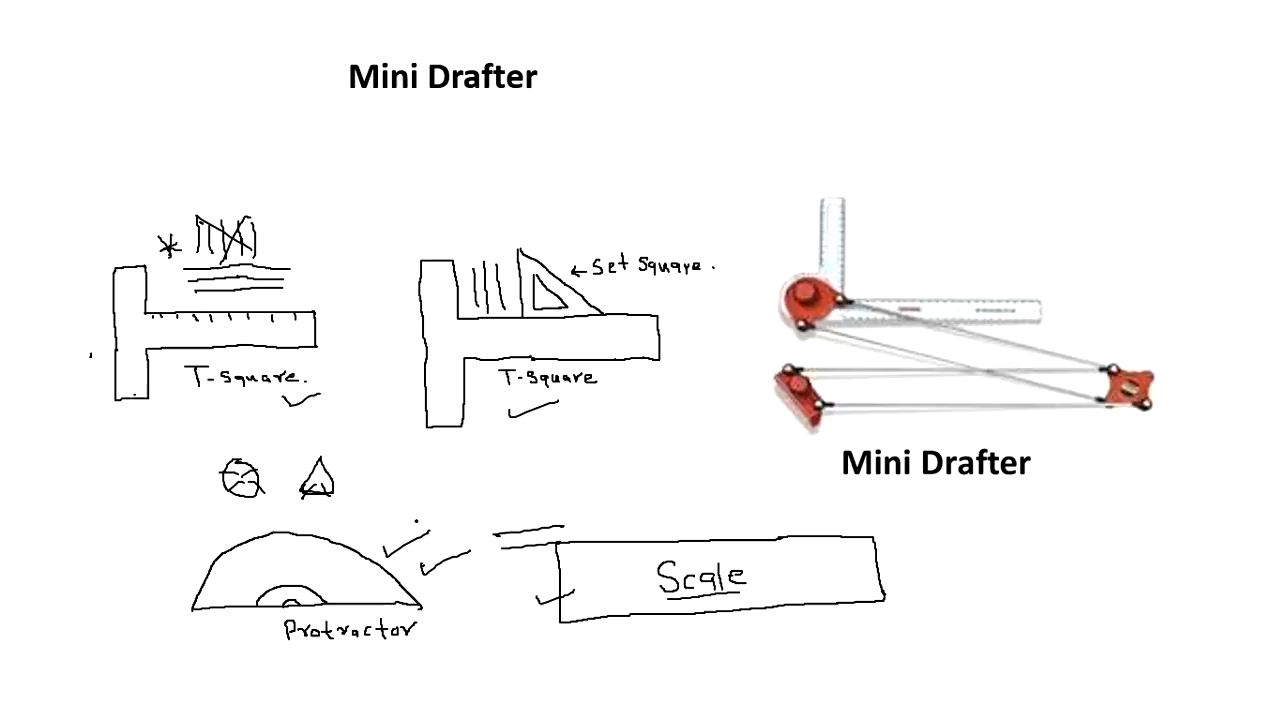 Mini Drafter
← Set Square.
T-Square.
T-Square
Mini Drafter
Scale
Protractor